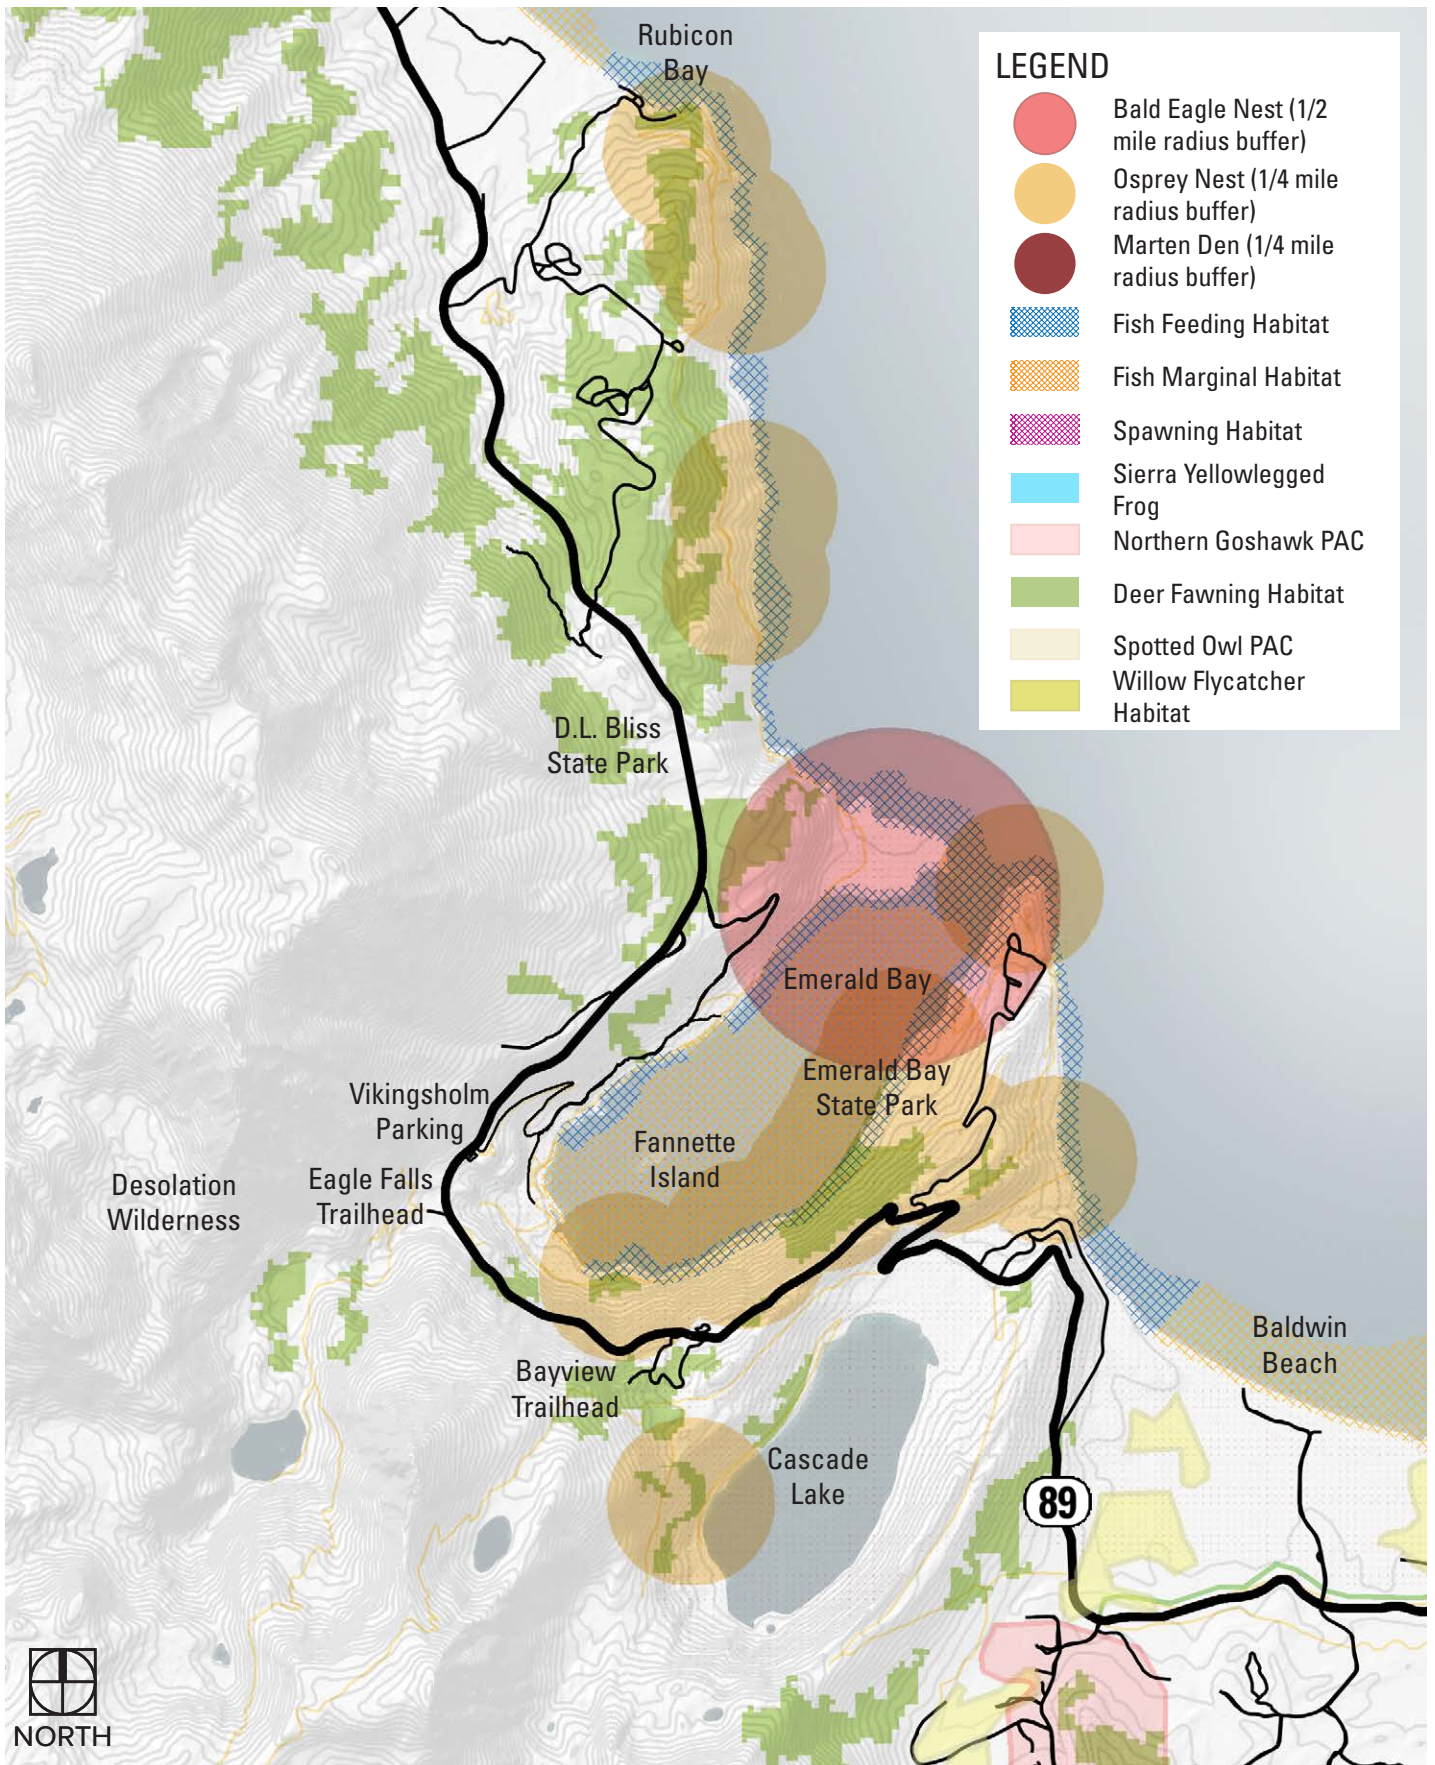 Rubicon
Bay
LEGEND
Bald Eagle Nest (1/2
mile radius buffer)
Osprey Nest (1/4 mile
radius buffer)
Marten Den (1/4 mile
radius buffer)
Fish Feeding Habitat
Fish Marginal Habitat
Spawning Habitat
Sierra Yellowlegged
Frog
Northern Goshawk PAC
Deer Fawning Habitat
Spotted Owl PAC
Willow Flycatcher
Habitat
D.L. Bliss
State Park
Emerald Bay
Emerald Bay
State Park
Vikingsholm
Parking
Fannette
Island
Eagle Falls
Trailhead
Desolation
Wilderness
Baldwin
Beach
Bayview
Trailhead
Cascade
Lake
89
NORTH